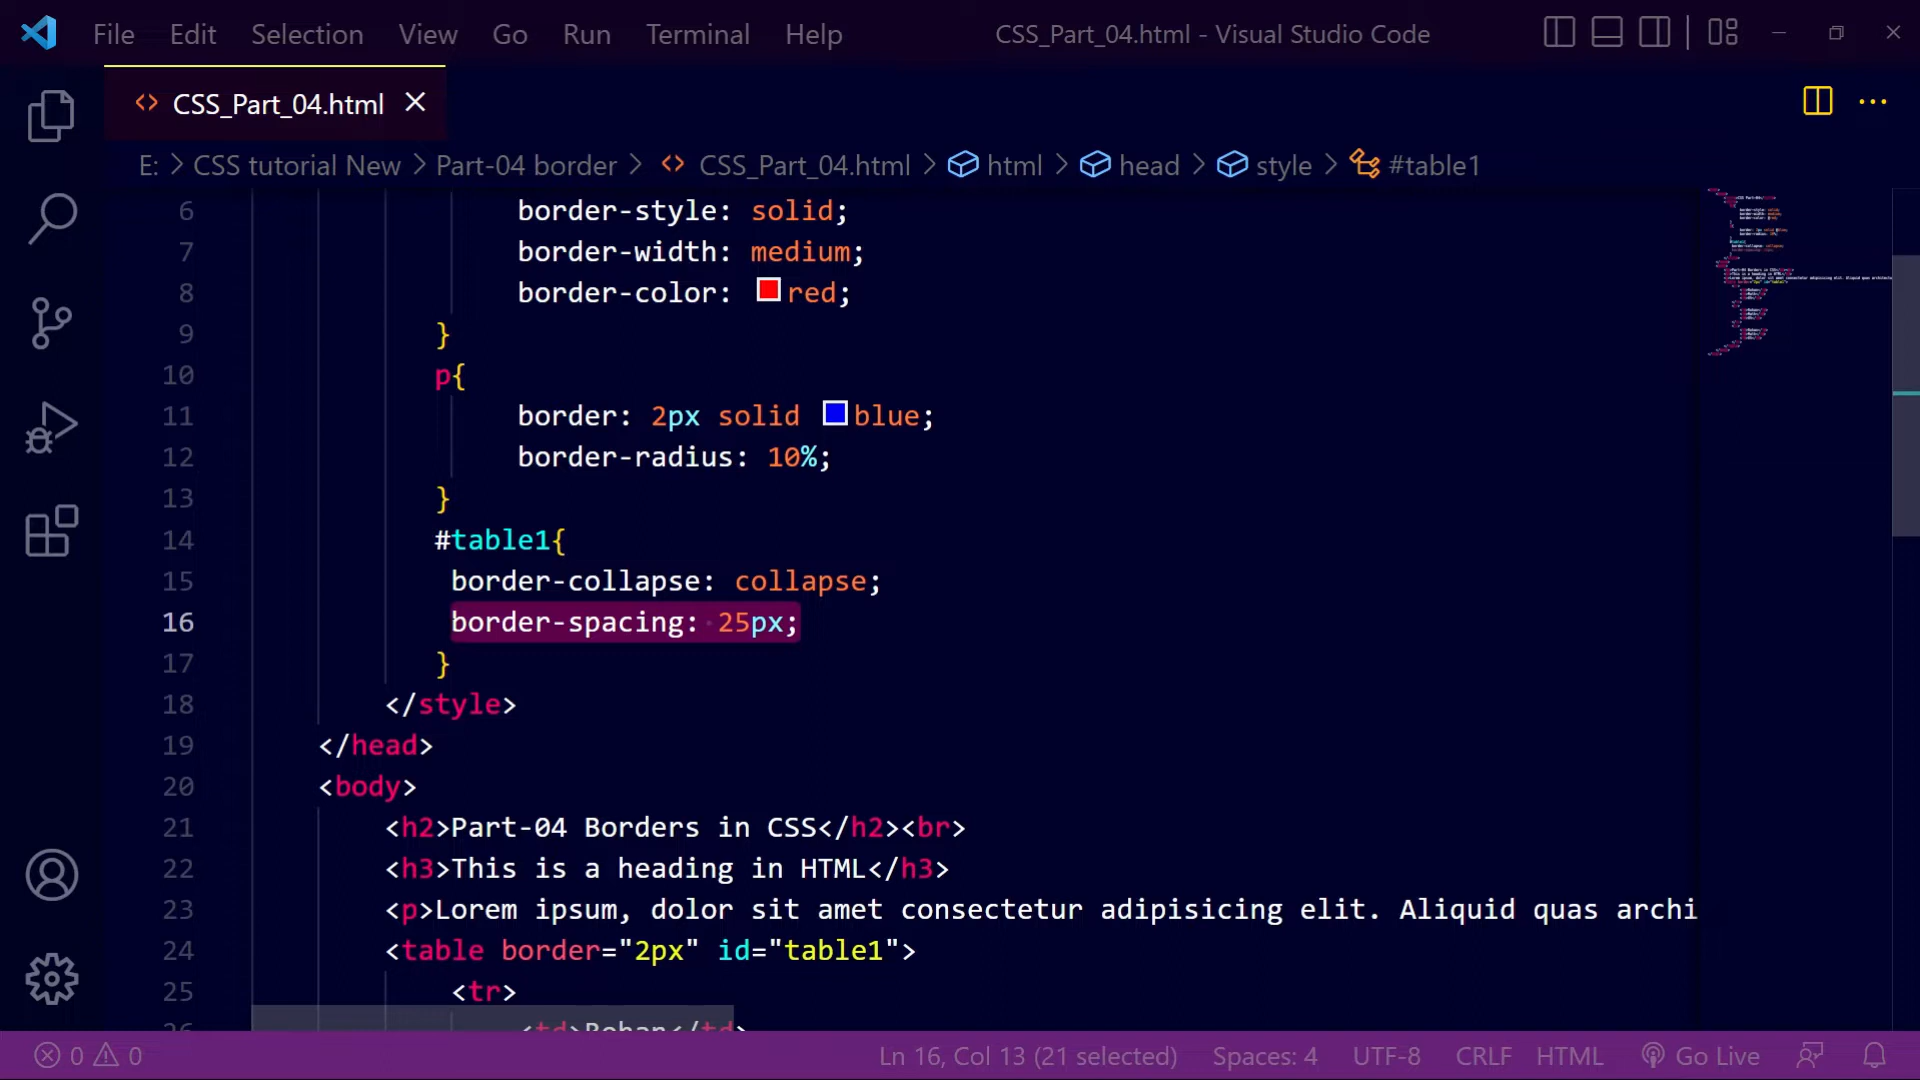 File Edit Selection View Go Run Terminal Help CSS_Part_04.html - Visual Studio Code
CSS_Part_04.html
E: > CSS tutorial New > Part-04 border > CSS_Part_04.html > html > head > style > #table1
6 border-style: solid;
7 border-width: medium;
8 border-color: red;
9 }
10 p{
11 border: 2px solid blue;
12 border-radius: 10%;
13 }
14 #table1{
15 border-collapse: collapse;
16 border-spacing: 25px;
17 }
18 </style>
19 </head>
20 <body>
21 <h2>Part-04 Borders in CSS</h2><br>
22 <h3>This is a heading in HTML</h3>
23 <p>Lorem ipsum, dolor sit amet consectetur adipisicing elit. Aliquid quas archi
24 <table border="2px" id="table1">
25 <tr>
26 <td>Rohan</td>
0 0 Ln 16, Col 13 (21 selected) Spaces: 4 UTF-8 CRLF HTML Go Live